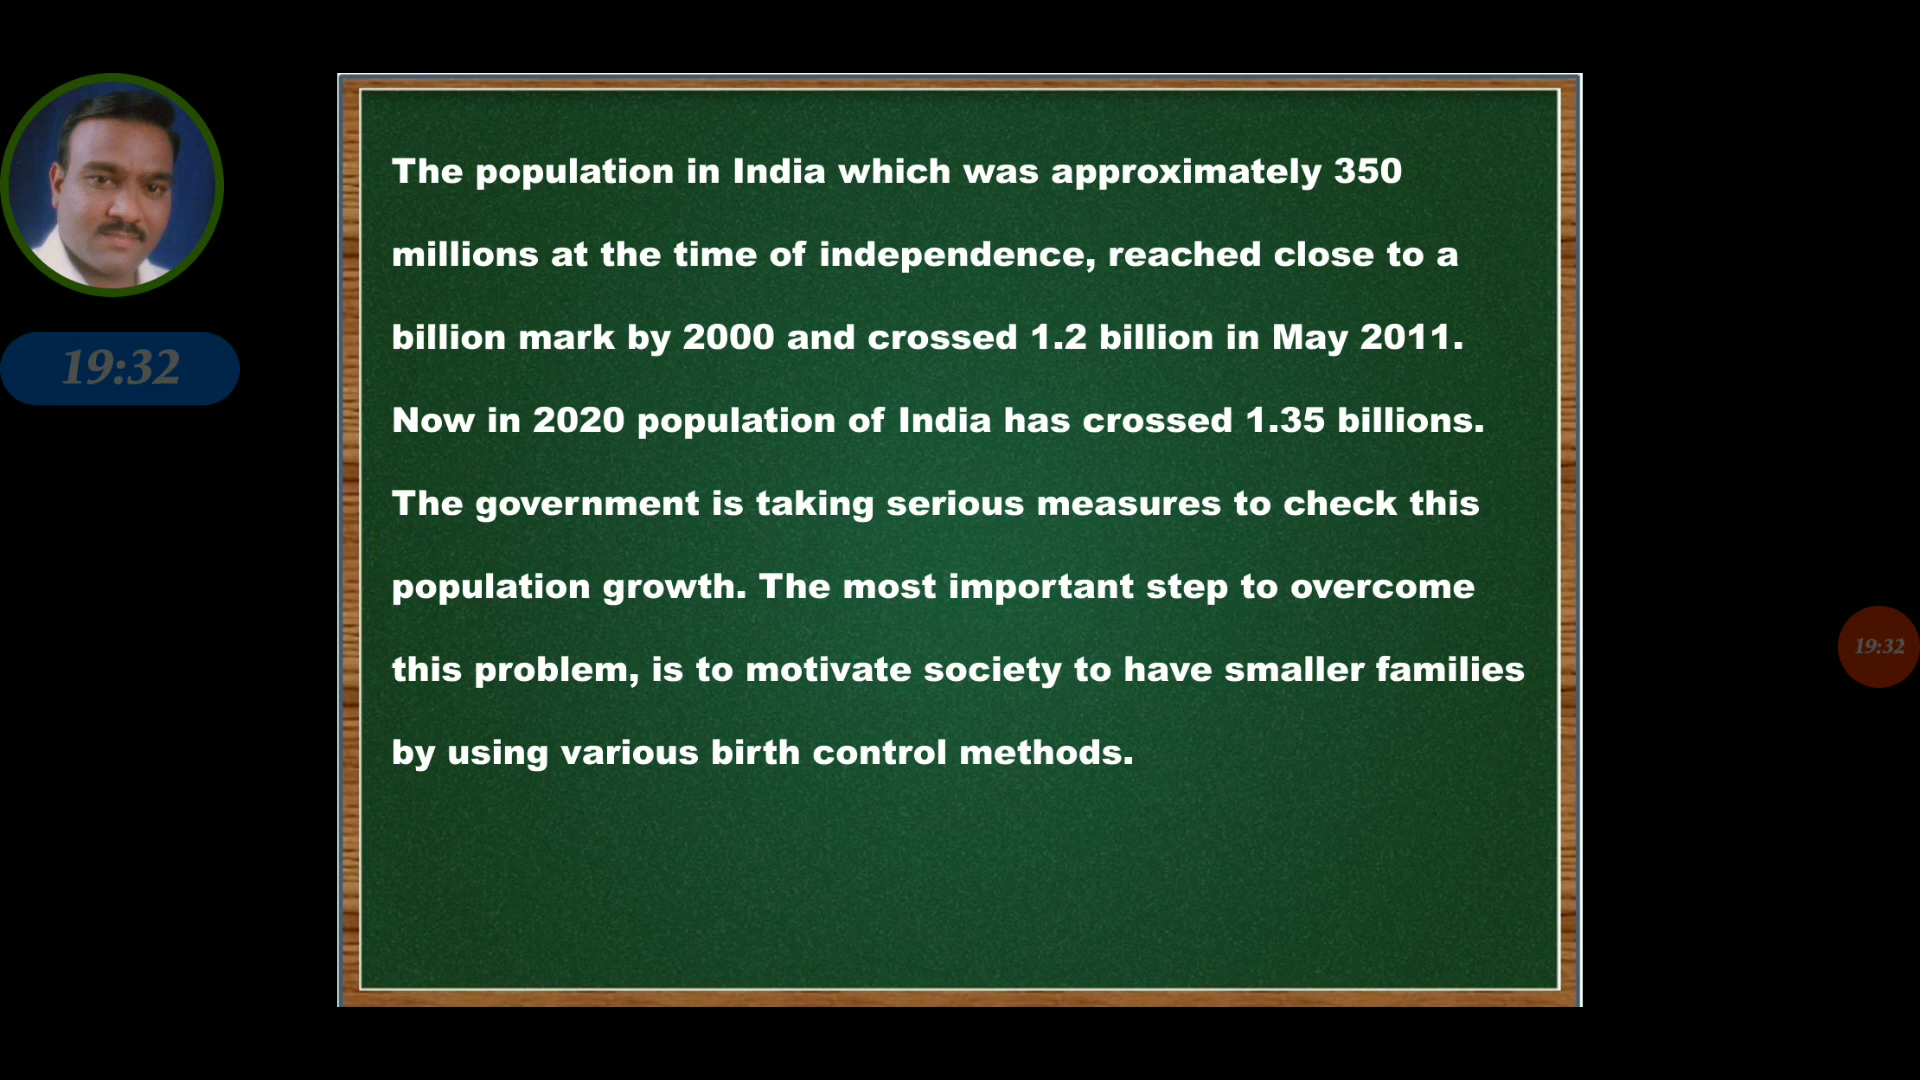 The population in India which was approximately 350
millions at the time of independence, reached close to a
billion mark by 2000 and crossed 1.2 billion in May 2011.
Now in 2020 population of India has crossed 1.35 billions.
The government is taking serious measures to check this
population growth. The most important step to overcome
this problem, is to motivate society to have smaller families
by using various birth control methods.
19:32
19:32